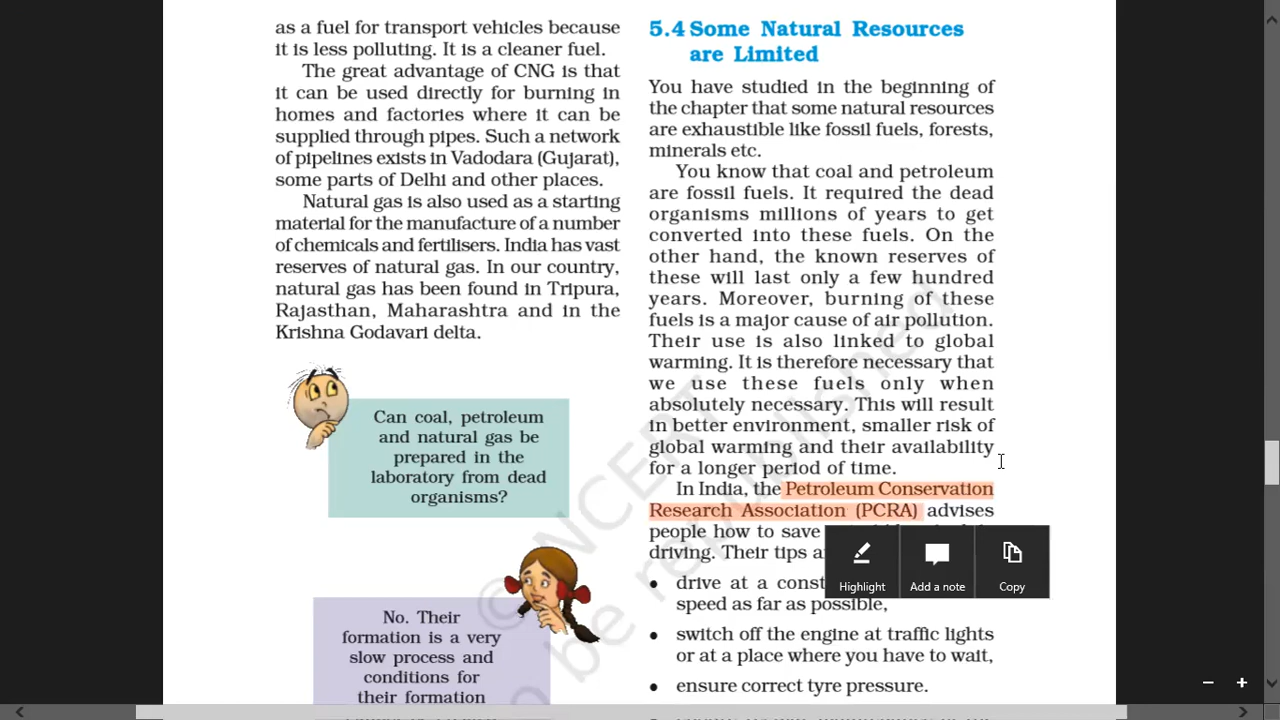 as a fuel for transport vehicles because
it is less polluting. It is a cleaner fuel.
The great advantage of CNG is that
it can be used directly for burning in
homes and factories where it can be
supplied through pipes. Such a network
of pipelines exists in Vadodara (Gujarat),
some parts of Delhi and other places.
Natural gas is also used as a starting
material for the manufacture of a number
of chemicals and fertilisers. India has vast
reserves of natural gas. In our country,
natural gas has been found in Tripura,
Rajasthan, Maharashtra and in the
Krishna Godavari delta.
Can coal, petroleum
and natural gas be
prepared in the
laboratory from dead
organisms?
No. Their
formation is a very
slow process and
conditions for
their formation
5.4 Some Natural Resources
are Limited
You have studied in the beginning of
the chapter that some natural resources
are exhaustible like fossil fuels, forests,
minerals etc.
You know that coal and petroleum
are fossil fuels. It required the dead
organisms millions of years to get
converted into these fuels. On the
other hand, the known reserves of
these will last only a few hundred
years. Moreover, burning of these
fuels is a major cause of air pollution.
Their use is also linked to global
warming. It is therefore necessary that
we use these fuels only when
absolutely necessary. This will result
in better environment, smaller risk of
global warming and their availability
for a longer period of time.
In India, the Petroleum Conservation
Research Association (PCRA) advises
people how to save
driving. Their tips
drive at a
speed as far as possible,
• switch off the engine at traffic lights
or at a place where you have to wait,
• ensure correct tyre pressure.
Highlight
Add a note
Copy
© NCERT
be republished